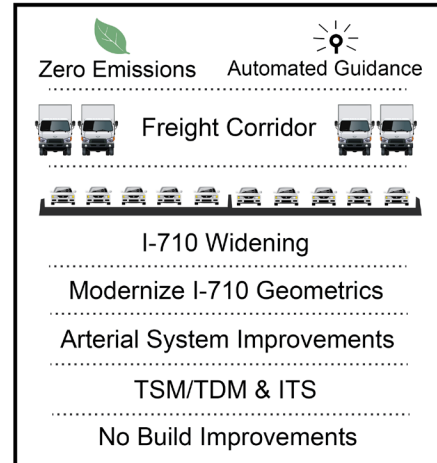 Zero Emissions
Automated Guidance
Freight Corridor
I-710 Widening
Modernize I-710 Geometrics
Arterial System Improvements
TSM/TDM & ITS
No Build Improvements